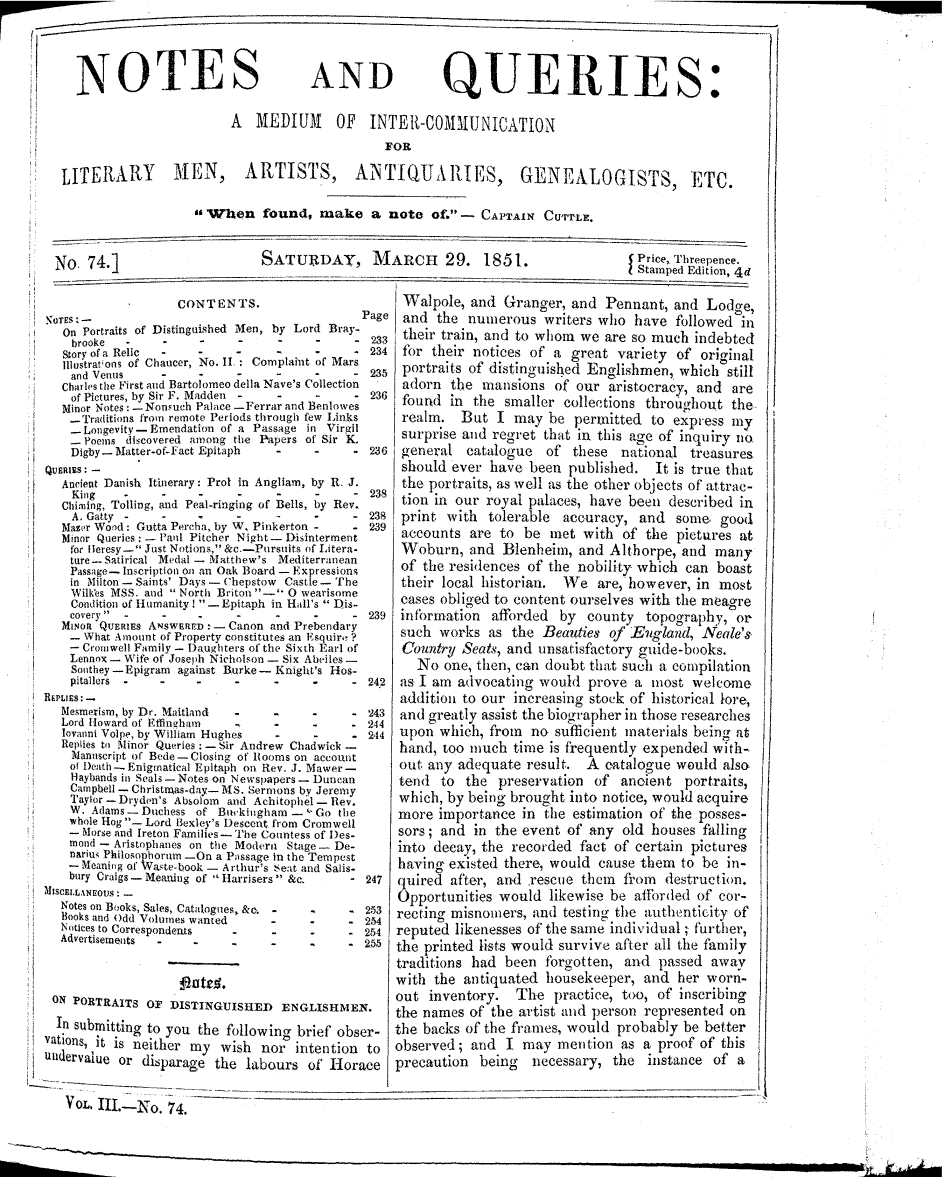 NOTES AND QUERIES:
A MEDIUM OF INTER-COMMUNICATION
FOR
LITERARY MEN, ARTISTS, ANTIQUARIES, GENEALOGISTS, ETC.
"When found, make a note of."— CAPTAIN CUTTLE.
No. 74.]
SATURDAY, MARCH 29. 1851.
{ Price, Threepence.
{ Stamped Edition, 4d
CONTENTS.
NOTES:— Page
On Portraits of Distinguished Men, by Lord Bray-
brooke - - - - - - - 233
Story of a Relic - - - - - - 234
Illustrations of Chaucer, No. II.: Complaint of Mars
and Venus - - - - - - 235
Charles the First and Bartolomeo della Nave's Collection
of Pictures, by Sir F. Madden - - - - 236
Minor Notes:—Nonsuch Palace—Ferrar and Benlowes
—Traditions from remote Periods through few Links
—Longevity—Emendation of a Passage in Virgil
—Poems discovered among the Papers of Sir K.
Digby—Matter-of-Fact Epitaph - - - 236
QUERIES:—
Ancient Danish Itinerary: Prol in Angliam, by R. J.
King - - - - - - - 238
Chiming, Tolling, and Peal-ringing of Bells, by Rev.
A. Gatty - - - - - - - 238
Mazer Wood: Gutta Percha, by W. Pinkerton - - 239
Minor Queries:—Paul Pitcher Night—Disinterment
for Heresy—"Just Notions," &c.—Pursuits of Litera-
ture—Satirical Medal—Matthew's Mediterranean
Passage—Inscription on an Oak Board—Expressions
in Milton—Saints' Days—Chepstow Castle—The
Wilkes MSS. and "North Briton"—"O wearisome
Condition of Humanity!"—Epitaph in Hall's "Dis-
covery" - - - - - - - 239
MINOR QUERIES ANSWERED:—Canon and Prebendary
—What Amount of Property constitutes an Esquire?
—Cromwell Family—Daughters of the Sixth Earl of
Lennox—Wife of Joseph Nicholson—Six Abeiles—
Southey—Epigram against Burke—Knight's Hos-
pitallers - - - - - - - 242
REPLIES:—
Mesmerism, by Dr. Maitland - - - - 243
Lord Howard of Effingham - - - - 244
Iovanni Volpe, by William Hughes - - - 244
Replies to Minor Queries:—Sir Andrew Chadwick—
Manuscript of Bede—Closing of Rooms on account
of Death—Enigmatical Epitaph on Rev. J. Mawer—
Haybands in Seals—Notes on Newspapers—Duncan
Campbell—Christmas-day—MS. Sermons by Jeremy
Taylor—Dryden's Absolom and Achitophel—Rev.
W. Adams—Duchess of Buckingham—"Go the
whole Hog"—Lord Bexley's Descent from Cromwell
—Morse and Ireton Families—The Countess of Des-
mond—Aristophanes on the Modern Stage—De-
narius Philosophorum—On a Passage in the Tempest
—Meaning of Waste-book—Arthur's Seat and Salis-
bury Craigs—Meaning of "Harrisers" &c. - 247
MISCELLANEOUS:—
Notes on Books, Sales, Catalogues, &c. - - - 253
Books and Odd Volumes wanted - - - 254
Notices to Correspondents - - - - 254
Advertisements - - - - - - 255
Notes.
ON PORTRAITS OF DISTINGUISHED ENGLISHMEN.
In submitting to you the following brief obser-
vations, it is neither my wish nor intention to
undervalue or disparage the labours of Horace
Walpole, and Granger, and Pennant, and Lodge,
and the numerous writers who have followed in
their train, and to whom we are so much indebted
for their notices of a great variety of original
portraits of distinguished Englishmen, which still
adorn the mansions of our aristocracy, and are
found in the smaller collections throughout the
realm. But I may be permitted to express my
surprise and regret that in this age of inquiry no
general catalogue of these national treasures
should ever have been published. It is true that
the portraits, as well as the other objects of attrac-
tion in our royal palaces, have been described in
print with tolerable accuracy, and some good
accounts are to be met with of the pictures at
Woburn, and Blenheim, and Althorpe, and many
of the residences of the nobility which can boast
their local historian. We are, however, in most
cases obliged to content ourselves with the meagre
information afforded by county topography, or
such works as the Beauties of England, Neale's
Country Seats, and unsatisfactory guide-books.
No one, then, can doubt that such a compilation
as I am advocating would prove a most welcome
addition to our increasing stock of historical lore,
and greatly assist the biographer in those researches
upon which, from no sufficient materials being at
hand, too much time is frequently expended with-
out any adequate result. A catalogue would also
tend to the preservation of ancient portraits,
which, by being brought into notice, would acquire
more importance in the estimation of the posses-
sors; and in the event of any old houses falling
into decay, the recorded fact of certain pictures
having existed there, would cause them to be in-
quired after, and rescue them from destruction.
Opportunities would likewise be afforded of cor-
recting misnomers, and testing the authenticity of
reputed likenesses of the same individual; further,
the printed lists would survive after all the family
traditions had been forgotten, and passed away
with the antiquated housekeeper, and her worn-
out inventory. The practice, too, of inscribing
the names of the artist and person represented on
the backs of the frames, would probably be better
observed; and I may mention as a proof of this
precaution being necessary, the instance of a
VOL. III.—No. 74.